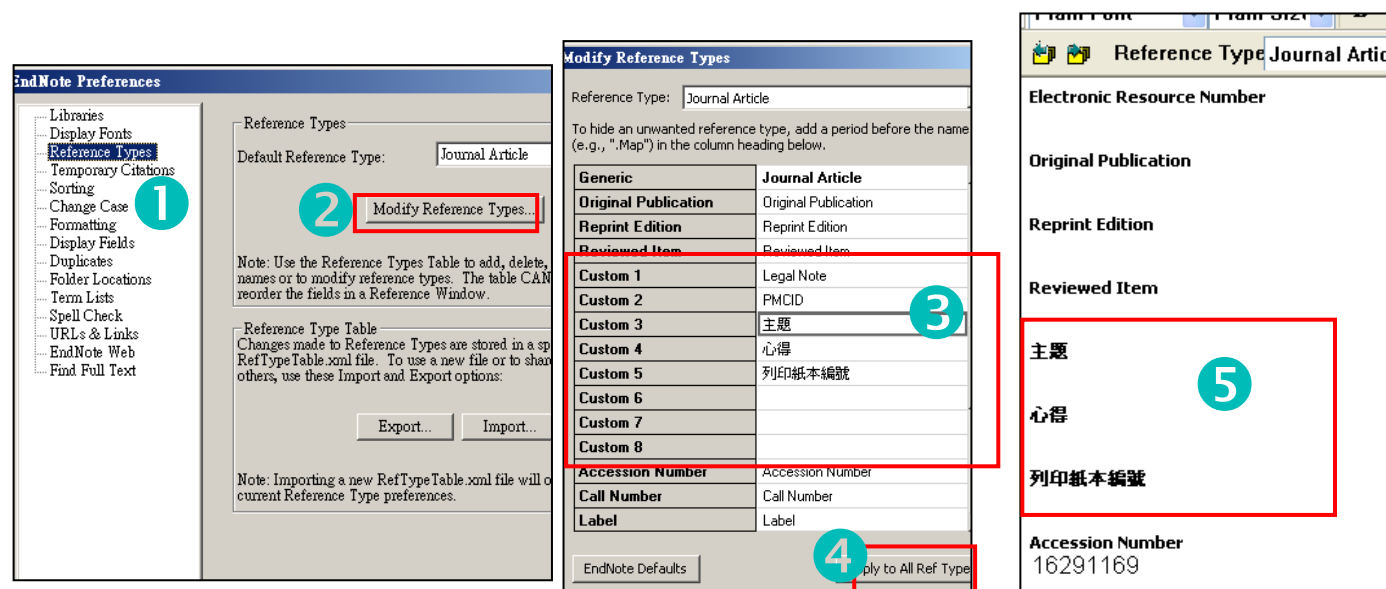 EndNote Preferences
Libraries
Display Fonts
Reference Types
Temporary Citations
Sorting
Change Case
Formatting
Display Fields
Duplicates
Folder Locations
Term Lists
Spell Check
URLs & Links
EndNote Web
Find Full Text
1
Reference Types
Default Reference Type: Journal Article
2
Modify Reference Types...
Note: Use the Reference Types Table to add, delete,
names or to modify reference types. The table CAN
reorder the fields in a Reference Window.
Reference Type Table
Changes made to Reference Types are stored in a sp
RefTypeTable.xml file. To use a new file or to shar
others, use these Import and Export options:
Export... Import...
Note: Importing a new RefTypeTable.xml file will o
current Reference Type preferences.
Modify Reference Types
Reference Type: Journal Article
To hide an unwanted reference type, add a period before the name
(e.g., ".Map") in the column heading below.
Generic Journal Article
Original Publication Original Publication
Reprint Edition Reprint Edition
Reviewed Item Reviewed Item
Custom 1 Legal Note
Custom 2 PMCID
Custom 3 主題
Custom 4 心得
Custom 5 列印紙本編號
Custom 6
Custom 7
Custom 8
3
Accession Number Accession Number
Call Number Call Number
Label Label
4
EndNote Defaults ply to All Ref Type
Plain Font Plain Size
Reference Type Journal Artic
Electronic Resource Number
Original Publication
Reprint Edition
Reviewed Item
主題
心得
列印紙本編號
5
Accession Number
16291169